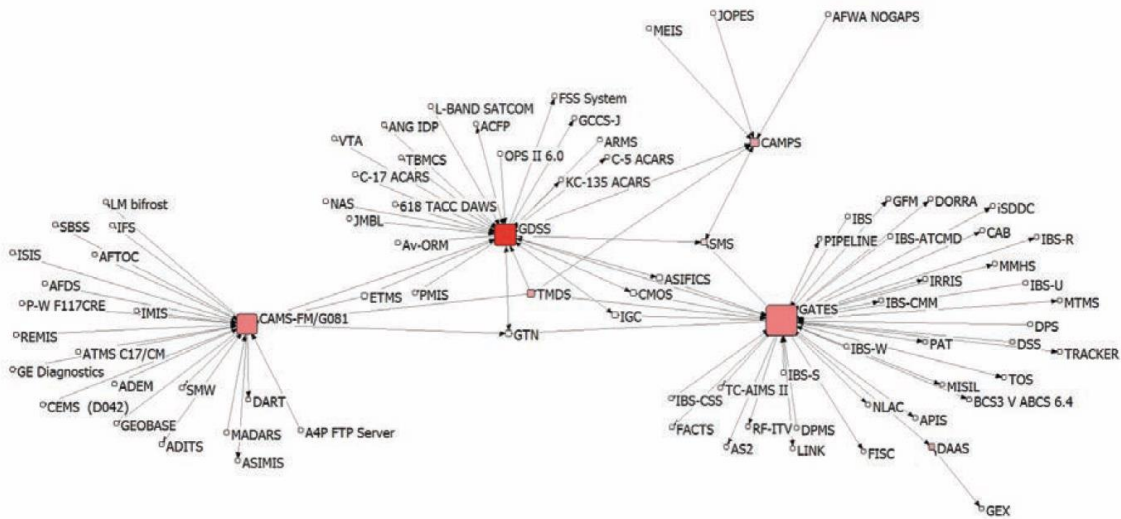 JOPES
AFWA NOGAPS
MEIS
FSS System
L-BAND SATCOM
GCCS-J
ANG IDP
ACFP
VTA
ARMS
CAMPS
OPS II 6.0
TBMCS
C-5 ACARS
C-17 ACARS
KC-135 ACARS
NAS
618 TACC DAWS
LM bifrost
GFM
DORRA
iSDDC
JMBL
IBS
SBSS
IFS
GDSS
CAB
Av-ORM
SMS
PIPELINE
IBS-ATCMD
IBS-R
ISIS
AFTOC
MMHS
ASIFICS
IRRIS
AFDS
IBS-U
ETMS
PMIS
TMDS
CMOS
IBS-CMM
MTMS
P-W F117CRE
IMIS
GATES
IGC
CAMS-FM/G081
DPS
REMIS
GTN
PAT
DSS
IBS-W
TRACKER
ATMS C17/CM
GE Diagnostics
IBS-S
TOS
ADEM
SMW
TC-AIMS II
MISIL
DART
IBS-CSS
BCS3 V ABCS 6.4
CEMS (D042)
NLAC
APIS
GEOBASE
FACTS
RF-ITV
DPMS
MADARS
A4P FTP Server
ADITS
AS2
LINK
FISC
DAAS
ASIMIS
GEX